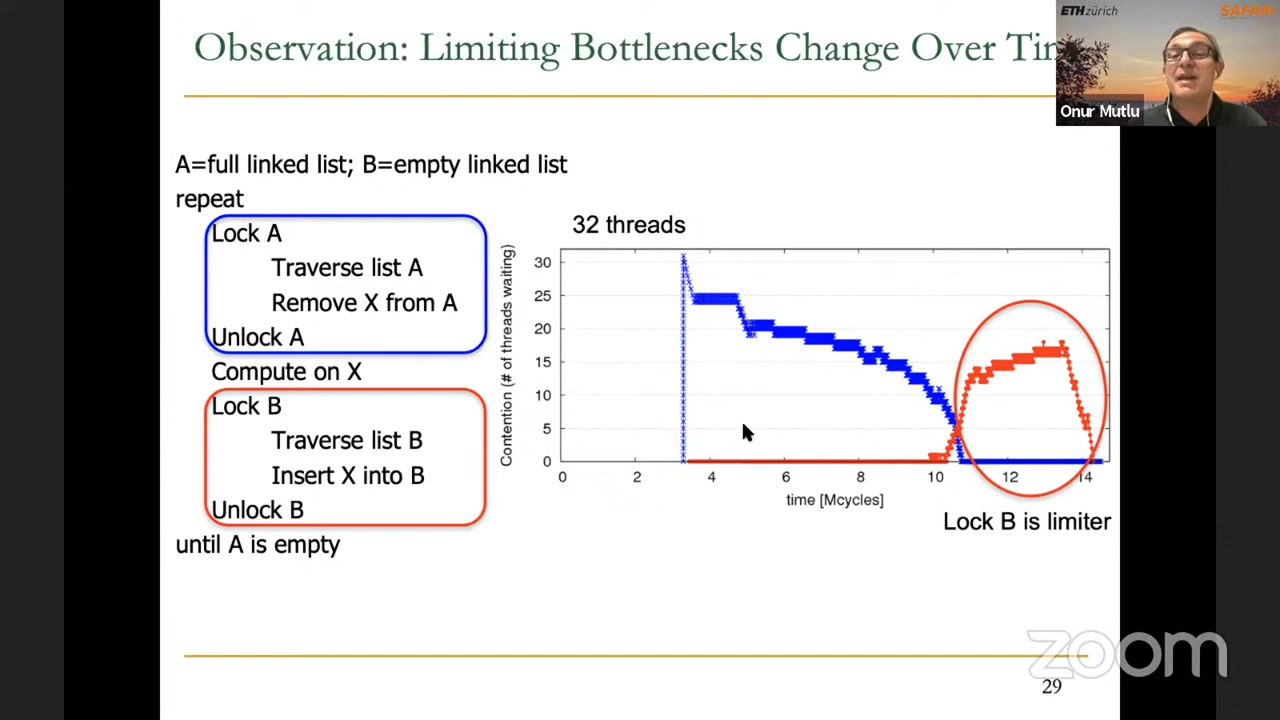 Observation: Limiting Bottlenecks Change Over Tim
ETH zürich
SAFARI
Onur Mutlu
A=full linked list; B=empty linked list
repeat
Lock A
Traverse list A
Remove X from A
Unlock A
Compute on X
Lock B
Traverse list B
Insert X into B
Unlock B
until A is empty
32 threads
Contention (# of threads waiting)
30
25
20
15
10
5
0
0 2 4 6 8 10 12 14
time [Mcycles]
Lock B is limiter
zoom
29